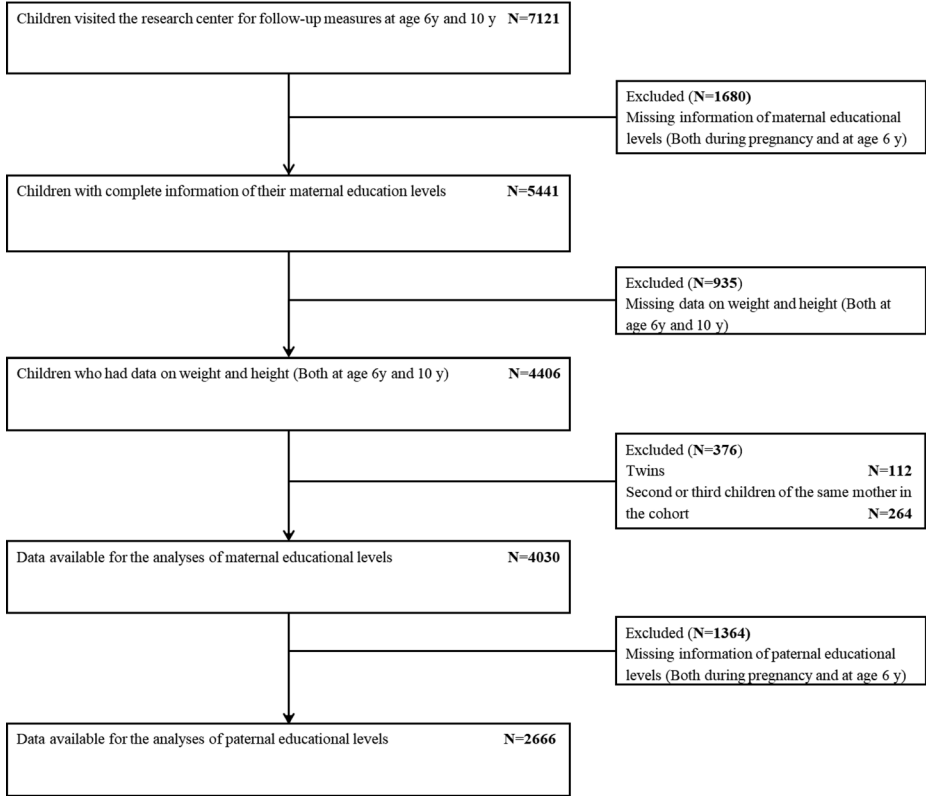 Children visited the research center for follow-up measures at age 6y and 10 y N=7121
Excluded (N=1680)
Missing information of maternal educational
levels (Both during pregnancy and at age 6 y)
Children with complete information of their maternal education levels N=5441
Excluded (N=935)
Missing data on weight and height (Both at
age 6y and 10 y)
Children who had data on weight and height (Both at age 6y and 10 y) N=4406
Excluded (N=376)
Twins N=112
Second or third children of the same mother in
the cohort N=264
Data available for the analyses of maternal educational levels N=4030
Excluded (N=1364)
Missing information of paternal educational
levels (Both during pregnancy and at age 6 y)
Data available for the analyses of paternal educational levels N=2666